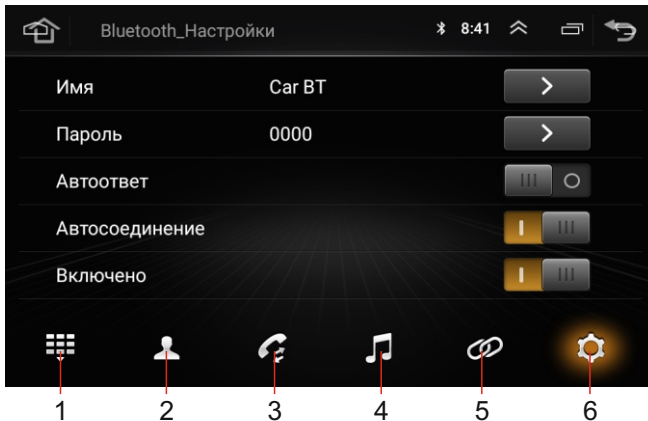 Bluetooth_Настройки 8:41
Имя Car BT
Пароль 0000
Автоответ
Автосоединение
Включено
1 2 3 4 5 6